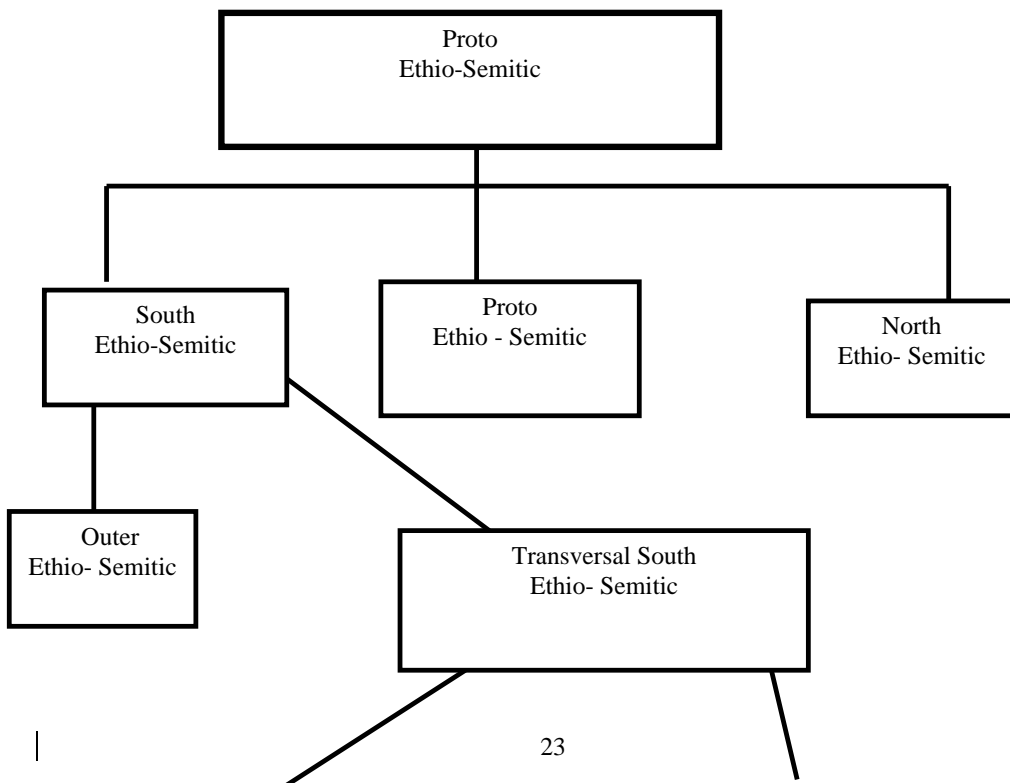 Proto
Ethio-Semitic
South
Ethio-Semitic
Proto
Ethio - Semitic
North
Ethio- Semitic
Outer
Ethio- Semitic
Transversal South
Ethio- Semitic
23